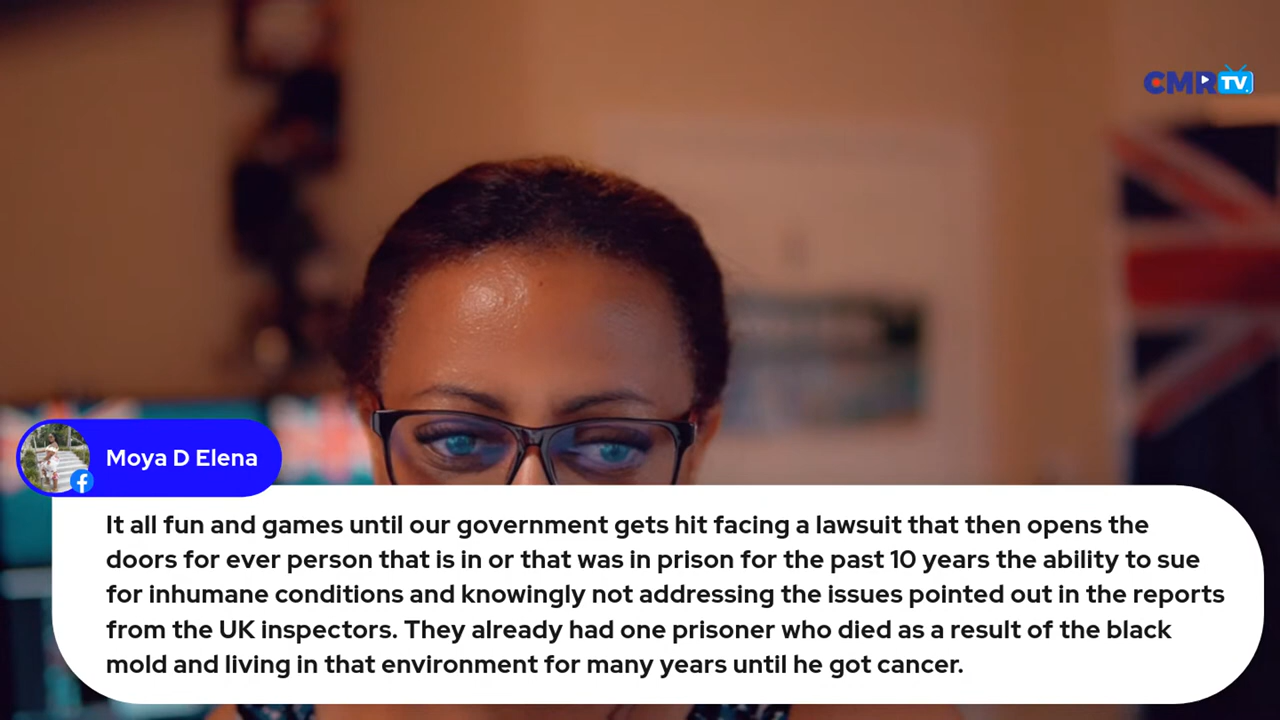 CMR TV
Moya D Elena
It all fun and games until our government gets hit facing a lawsuit that then opens the
doors for ever person that is in or that was in prison for the past 10 years the ability to sue
for inhumane conditions and knowingly not addressing the issues pointed out in the reports
from the UK inspectors. They already had one prisoner who died as a result of the black
mold and living in that environment for many years until he got cancer.